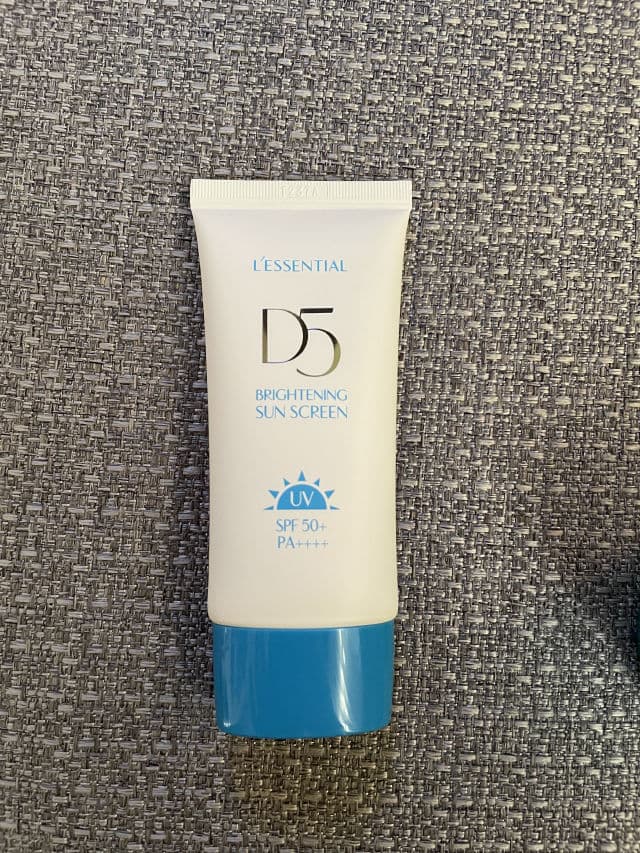 L'ESSENTIAL
D5
BRIGHTENING
SUN SCREEN
UV
SPF 50+
PA++++